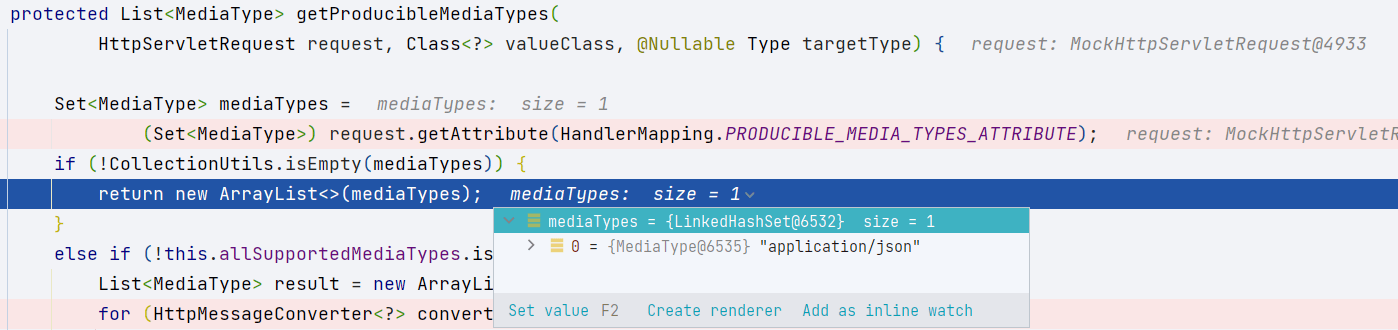 protected List<MediaType> getProducibleMediaTypes(
HttpServletRequest request, Class<?> valueClass, @Nullable Type targetType) { request: MockHttpServletRequest@4933
Set<MediaType> mediaTypes = mediaTypes: size = 1
(Set<MediaType>) request.getAttribute(HandlerMapping.PRODUCIBLE_MEDIA_TYPES_ATTRIBUTE); request: MockHttpServletR
if (!CollectionUtils.isEmpty(mediaTypes)) {
return new ArrayList<>(mediaTypes); mediaTypes: size = 1
mediaTypes = {LinkedHashSet@6532} size = 1
}
0 = {MediaType@6535} "application/json"
else if (!this.allSupportedMediaTypes.is
List<MediaType> result = new ArrayLi
for (HttpMessageConverter<?> convert
Set value F2 Create renderer Add as inline watch